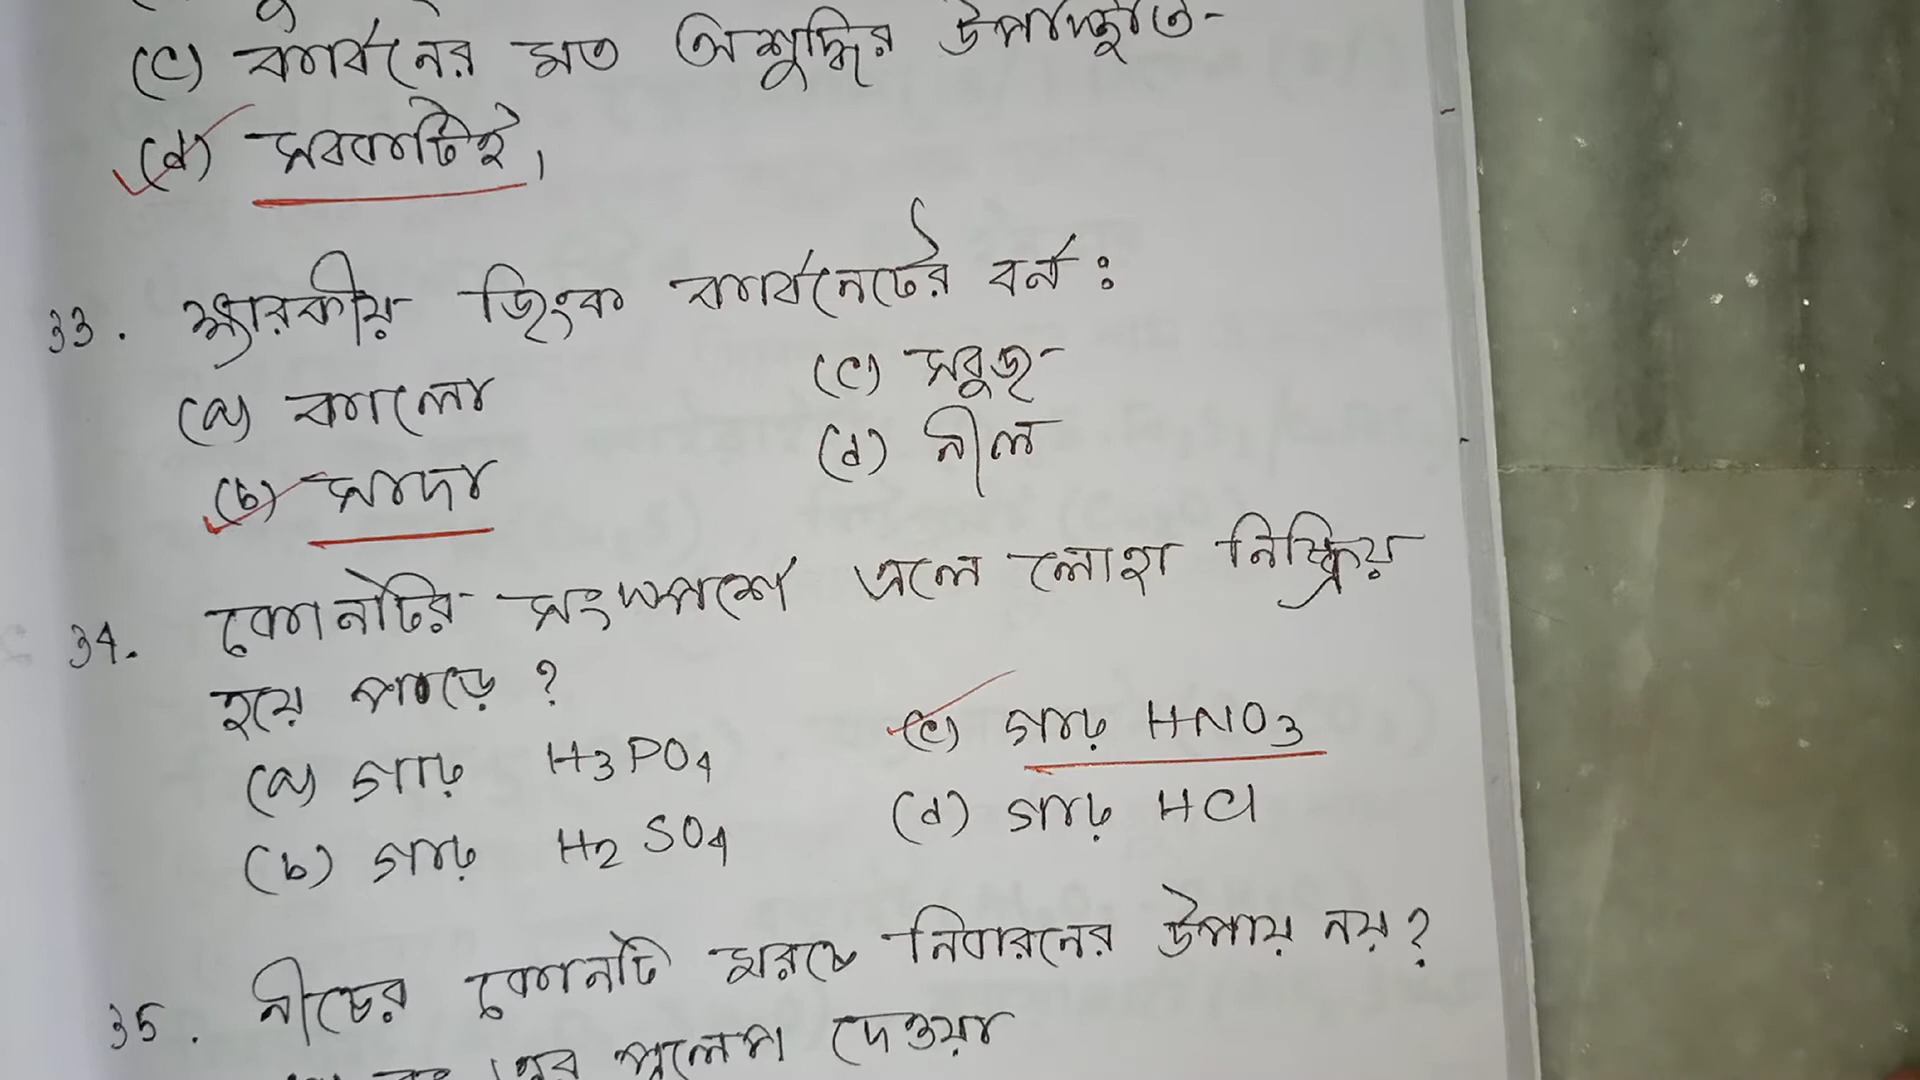 (c) কার্বনের মত অশুদ্ধির উপস্থিতি
(d) সবকটিই।
33. ক্ষারকীয় জিংক কার্বনেটের বর্ন :
(a) কালো (c) সবুজ
(b) সাদা (d) নীল
34. কোনটির সংস্পর্শে এলে লোহা নিষ্ক্রিয়
হয়ে পড়ে ?
(a) গাঢ় H3PO4 (c) গাঢ় HNO3
(b) গাঢ় H2SO4 (d) গাঢ় HCl
35. নীচের কোনটি মরচে নিবারনের উপায় নয় ?
প্রলেপ দেওয়া